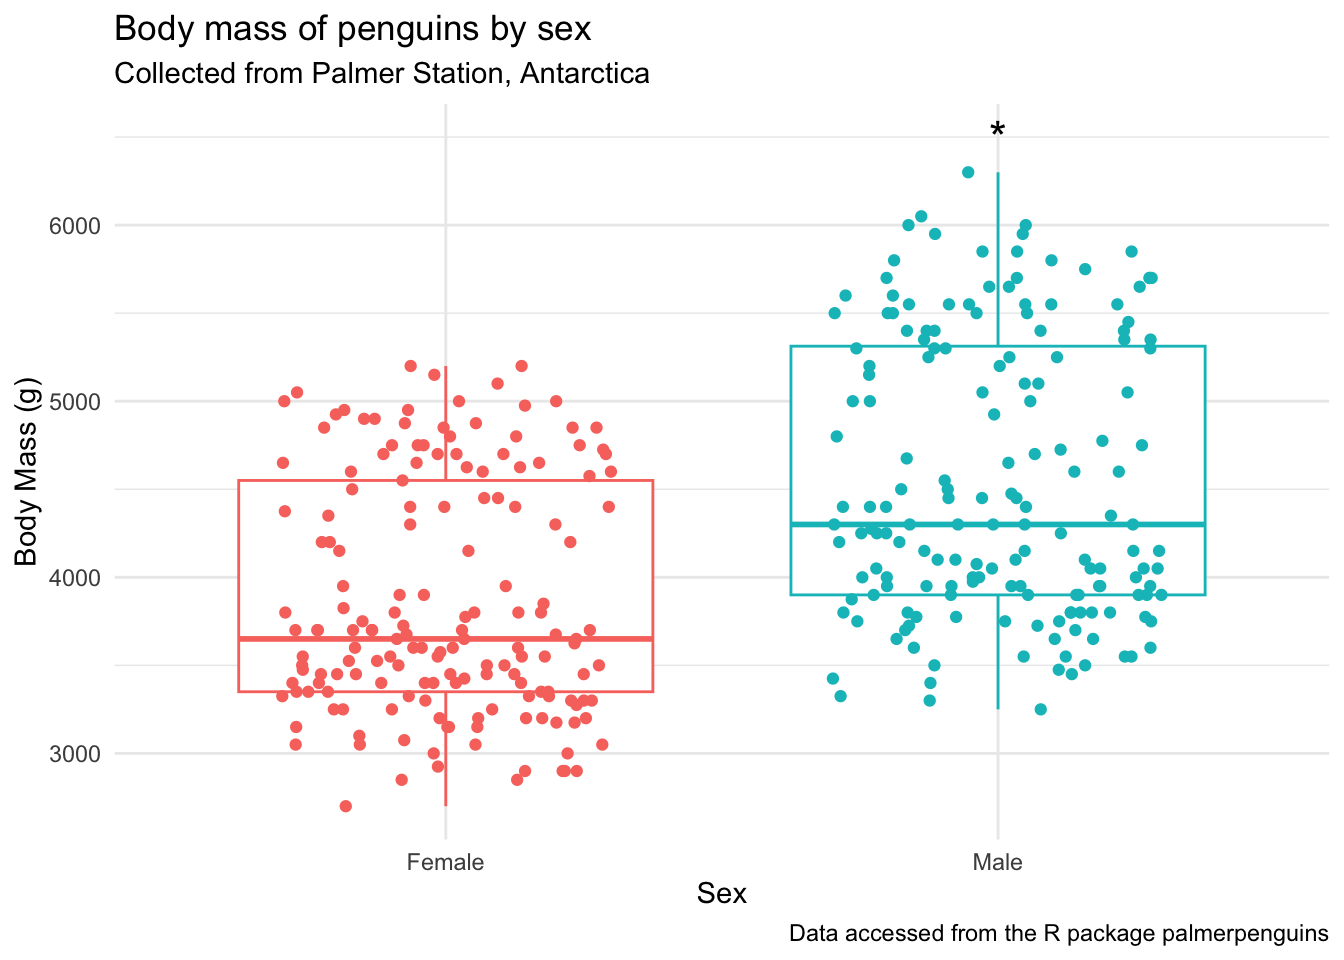 Body mass of penguins by sex
Collected from Palmer Station, Antarctica
*
6000
5000
4000
3000
Body Mass (g)
Female
Male
Sex
Data accessed from the R package palmerpenguins